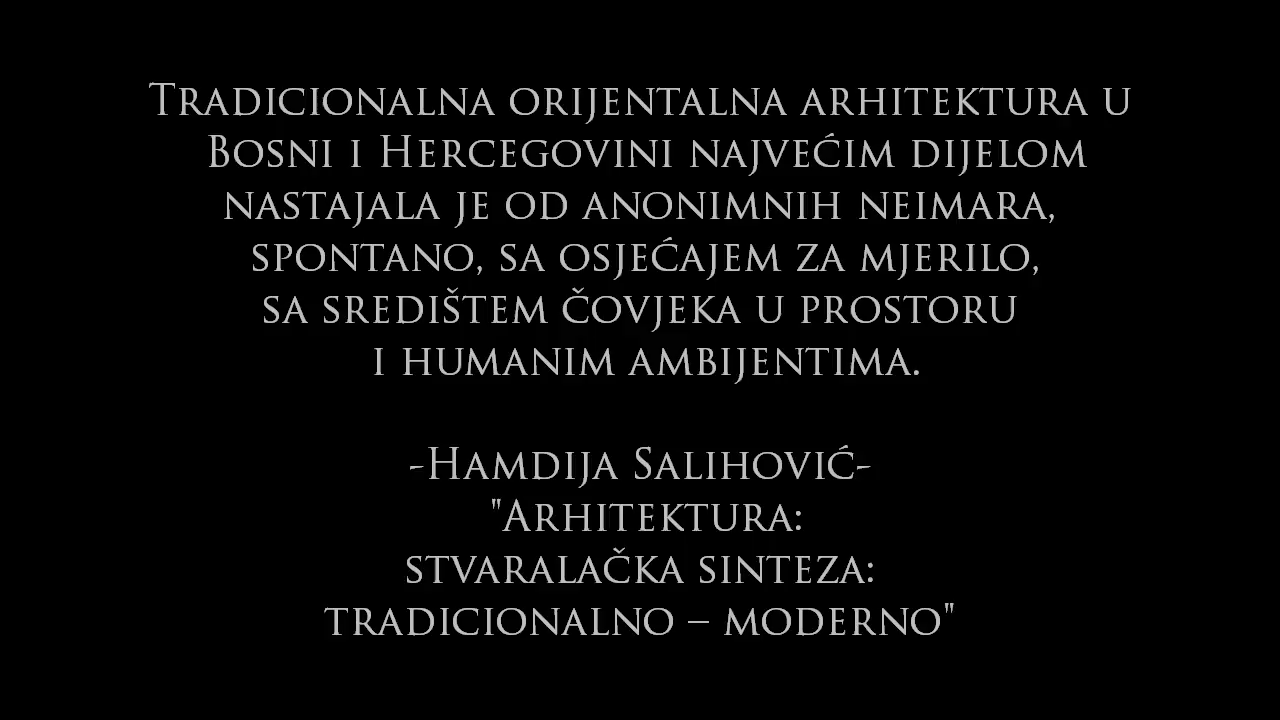 Tradicionalna orijentalna arhitektura u
Bosni i Hercegovini najvećim dijelom
nastajala je od anonimnih neimara,
spontano, sa osjećajem za mjerilo,
sa središtem čovjeka u prostoru
i humanim ambijentima.
-Hamdija Salihović-
"Arhitektura:
stvaralačka sinteza:
tradicionalno – moderno"